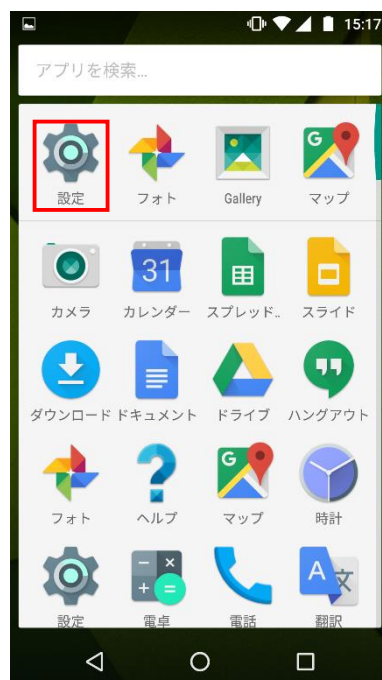 15:17
アプリを検索...
設定 フォト Gallery マップ
31
カメラ カレンダー スプレッド.. スライド
ダウンロード ドキュメント ドライブ ハングアウト
フォト ヘルプ マップ 時計
設定 電卓 電話 翻訳